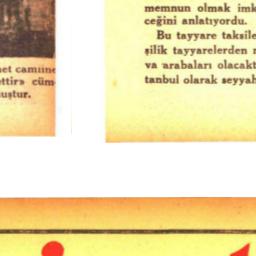 net camiine
ettir» cüm
uştur.
memnun olmak imk
ceğini anlatıyordu.
Bu tayyare taksile
şilik tayyarelerden
va arabaları olacakt
tanbul olarak seyyah